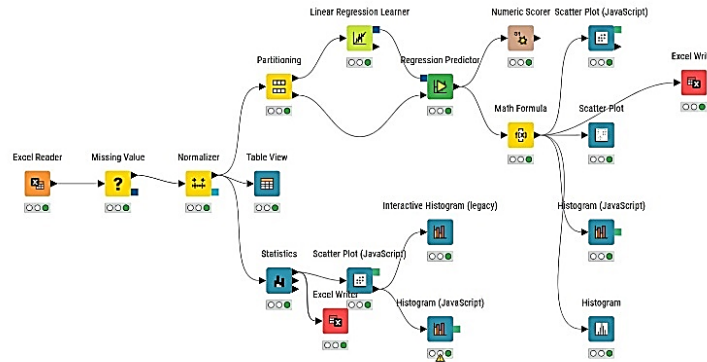 Linear Regression Learner
Numeric Scorer
Scatter Plot (JavaScript)
Partitioning
Regression Predictor
Excel Wri
Math Formula
Scatter Plot
Excel Reader
Missing Value
Normalizer
Table View
?
f(x)
Interactive Histogram (legacy)
Histogram (JavaScript)
Statistics
Scatter Plot (JavaScript)
Excel Writer
Histogram (JavaScript)
Histogram